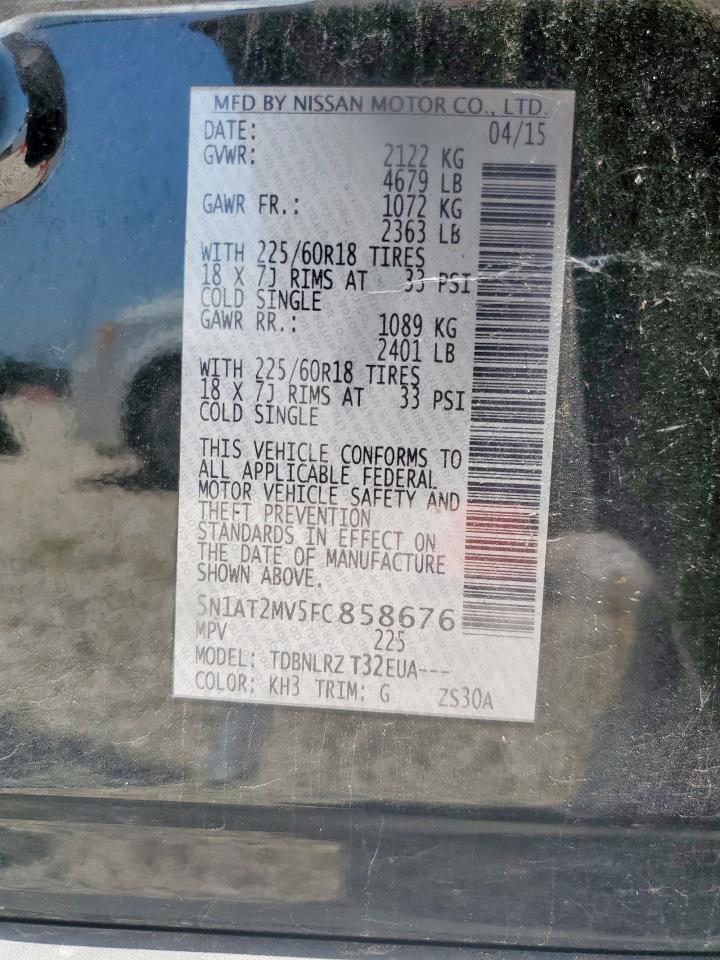 MFD BY NISSAN MOTOR CO., LTD.
DATE: 04/15
GVWR: 2122 KG
4679 LB
GAWR FR.: 1072 KG
2363 LB
WITH 225/60R18 TIRES
18 X 7J RIMS AT 33 PSI
COLD SINGLE
GAWR RR.: 1089 KG
2401 LB
WITH 225/60R18 TIRES
18 X 7J RIMS AT 33 PSI
COLD SINGLE
THIS VEHICLE CONFORMS TO
ALL APPLICABLE FEDERAL
MOTOR VEHICLE SAFETY AND
THEFT PREVENTION
STANDARDS IN EFFECT ON
THE DATE OF MANUFACTURE
SHOWN ABOVE.
5N1AT2MV5FC858676
MPV 225
MODEL: TDBNLRZ T32EUA---
COLOR: KH3 TRIM: G ZS30A